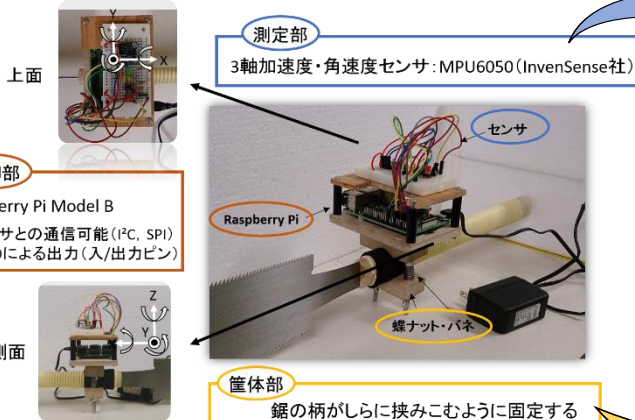 測定部
3軸加速度・角速度センサ：MPU6050（InvenSense社）
上面
Y
X
センサ
部
erry Pi Model B
サとの通信可能（I²C, SPI）
による出力（入/出力ピン）
Raspberry Pi
Z
Y
側面
蝶ナット・バネ
筐体部
鋸の柄がしらに挟みこむように固定する